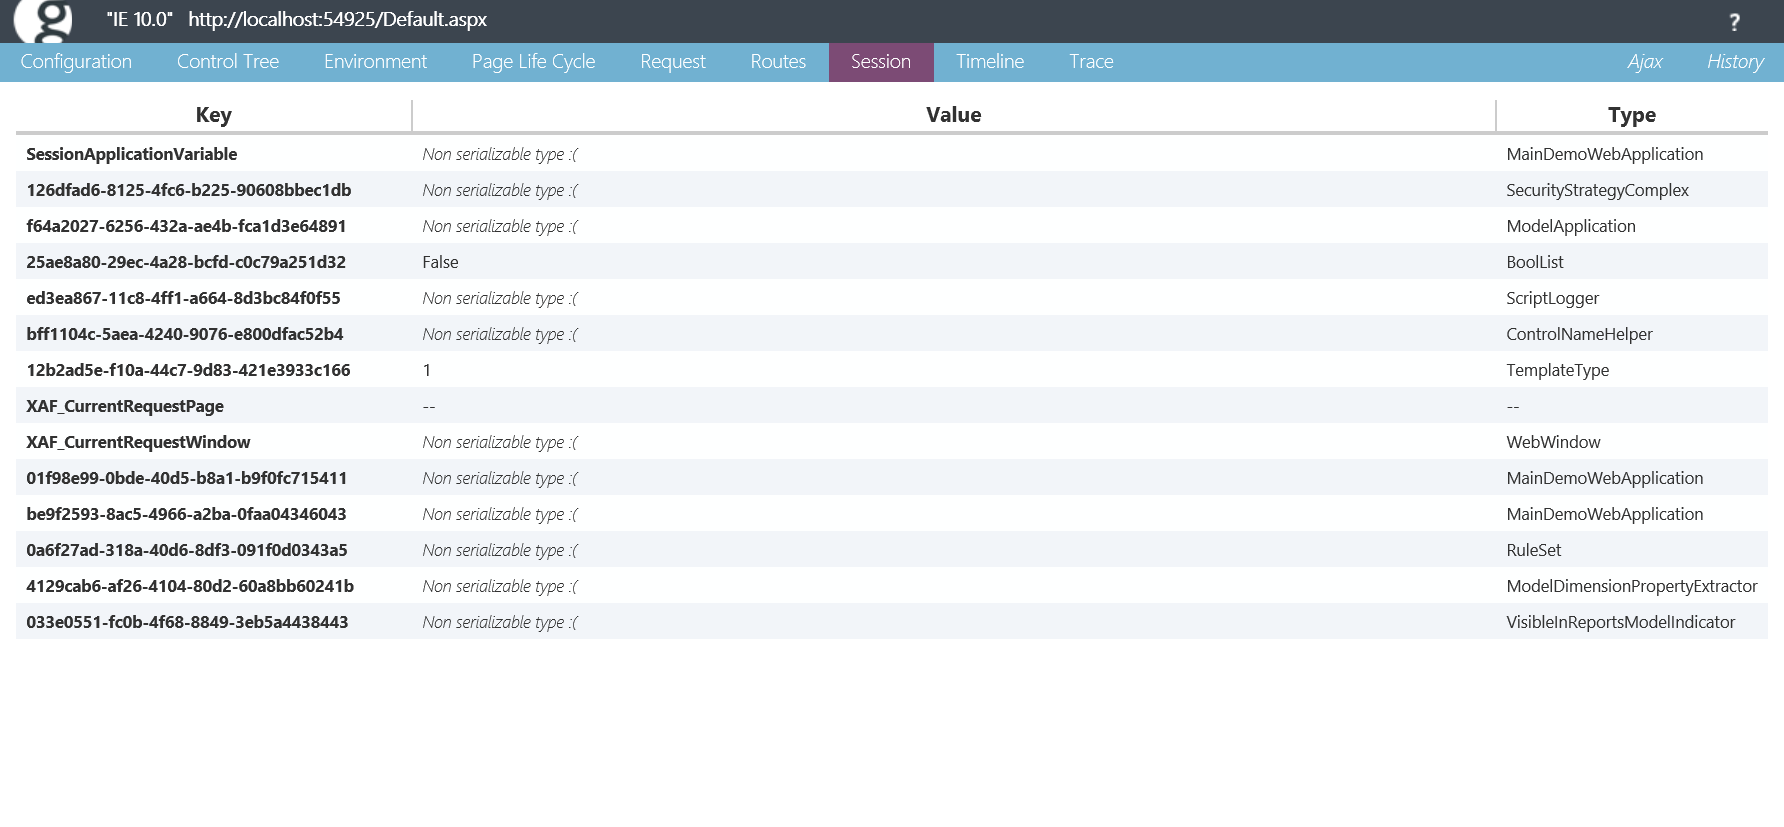 "IE 10.0" http://localhost:54925/Default.aspx ?
Configuration Control Tree Environment Page Life Cycle Request Routes Session Timeline Trace Ajax History
Key Value Type
SessionApplicationVariable Non serializable type :( MainDemoWebApplication
126dfad6-8125-4fc6-b225-90608bbec1db Non serializable type :( SecurityStrategyComplex
f64a2027-6256-432a-ae4b-fca1d3e64891 Non serializable type :( ModelApplication
25ae8a80-29ec-4a28-bcfd-c0c79a251d32 False BoolList
ed3ea867-11c8-4ff1-a664-8d3bc84f0f55 Non serializable type :( ScriptLogger
bff1104c-5aea-4240-9076-e800dfac52b4 Non serializable type :( ControlNameHelper
12b2ad5e-f10a-44c7-9d83-421e3933c166 1 TemplateType
XAF_CurrentRequestPage -- --
XAF_CurrentRequestWindow Non serializable type :( WebWindow
01f98e99-0bde-40d5-b8a1-b9f0fc715411 Non serializable type :( MainDemoWebApplication
be9f2593-8ac5-4966-a2ba-0faa04346043 Non serializable type :( MainDemoWebApplication
0a6f27ad-318a-40d6-8df3-091f0d0343a5 Non serializable type :( RuleSet
4129cab6-af26-4104-80d2-60a8bb60241b Non serializable type :( ModelDimensionPropertyExtractor
033e0551-fc0b-4f68-8849-3eb5a4438443 Non serializable type :( VisibleInReportsModelIndicator